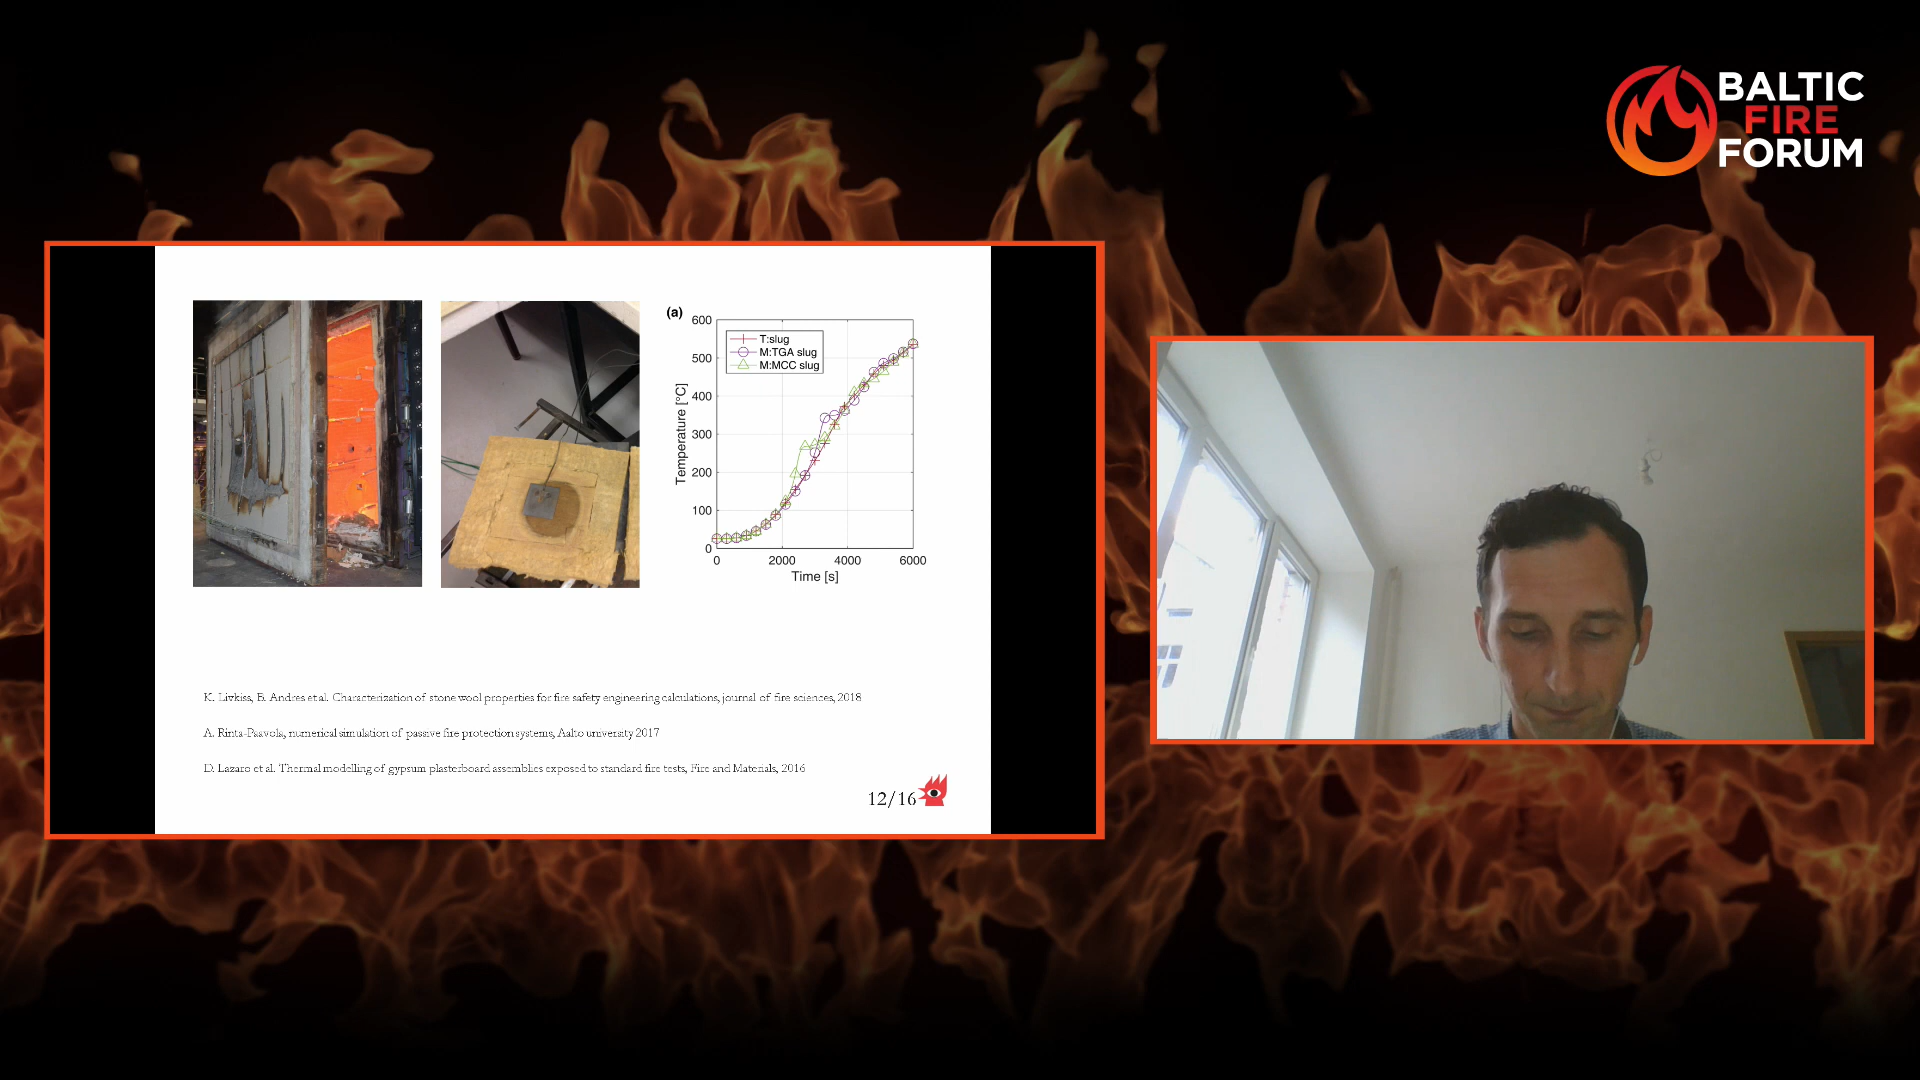 BALTIC
FIRE
FORUM
(a)
600
500
400
300
200
100
0
Temperature [°C]
T:slug
M:TGA slug
M:MCC slug
0 2000 4000 6000
Time [s]
K. Livkiss, B. Andres et al. Characterization of stone wool properties for fire safety engineering calculations, journal of fire sciences, 2018
A. Rinta-Paavola, numerical simulation of passive fire protection systems, Aalto university 2017
D. Lazaro et al. Thermal modelling of gypsum plasterboard assemblies exposed to standard fire tests, Fire and Materials, 2016
12/16